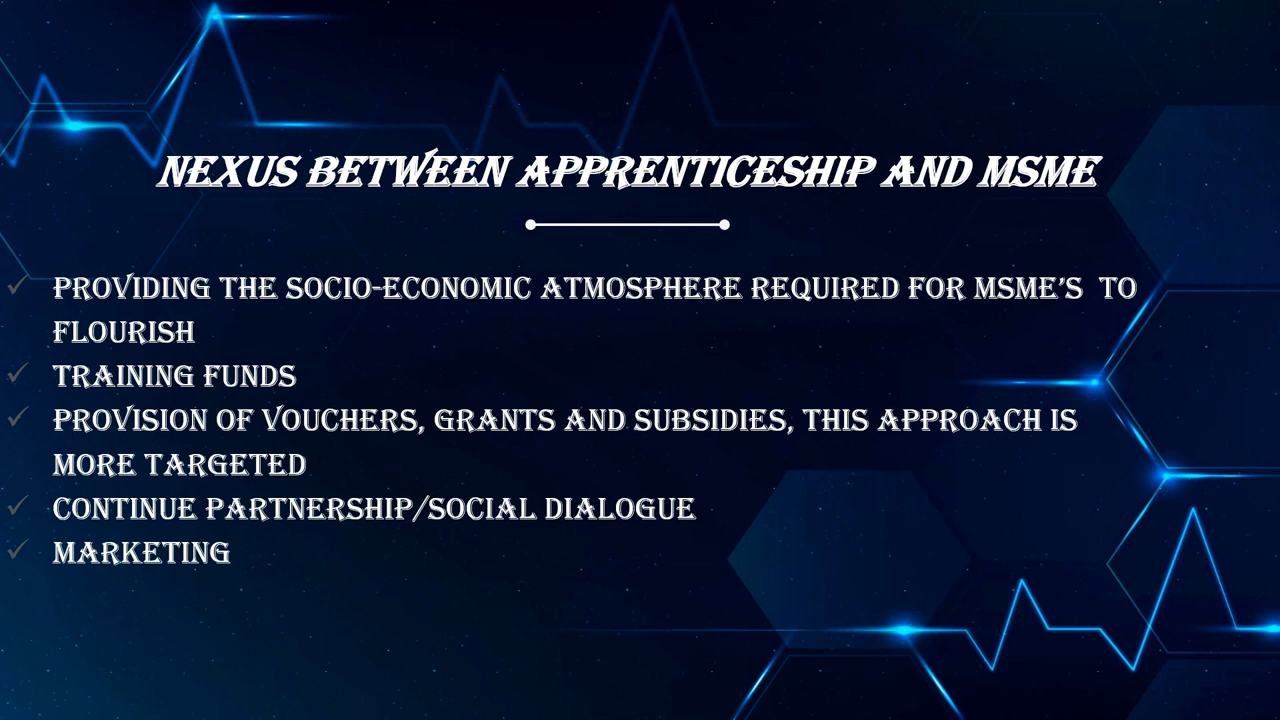 NEXUS BETWEEN APPRENTICESHIP AND MSME
✓ PROVIDING THE SOCIO-ECONOMIC ATMOSPHERE REQUIRED FOR MSME’S TO
FLOURISH
✓ TRAINING FUNDS
✓ PROVISION OF VOUCHERS, GRANTS AND SUBSIDIES, THIS APPROACH IS
MORE TARGETED
✓ CONTINUE PARTNERSHIP/SOCIAL DIALOGUE
✓ MARKETING